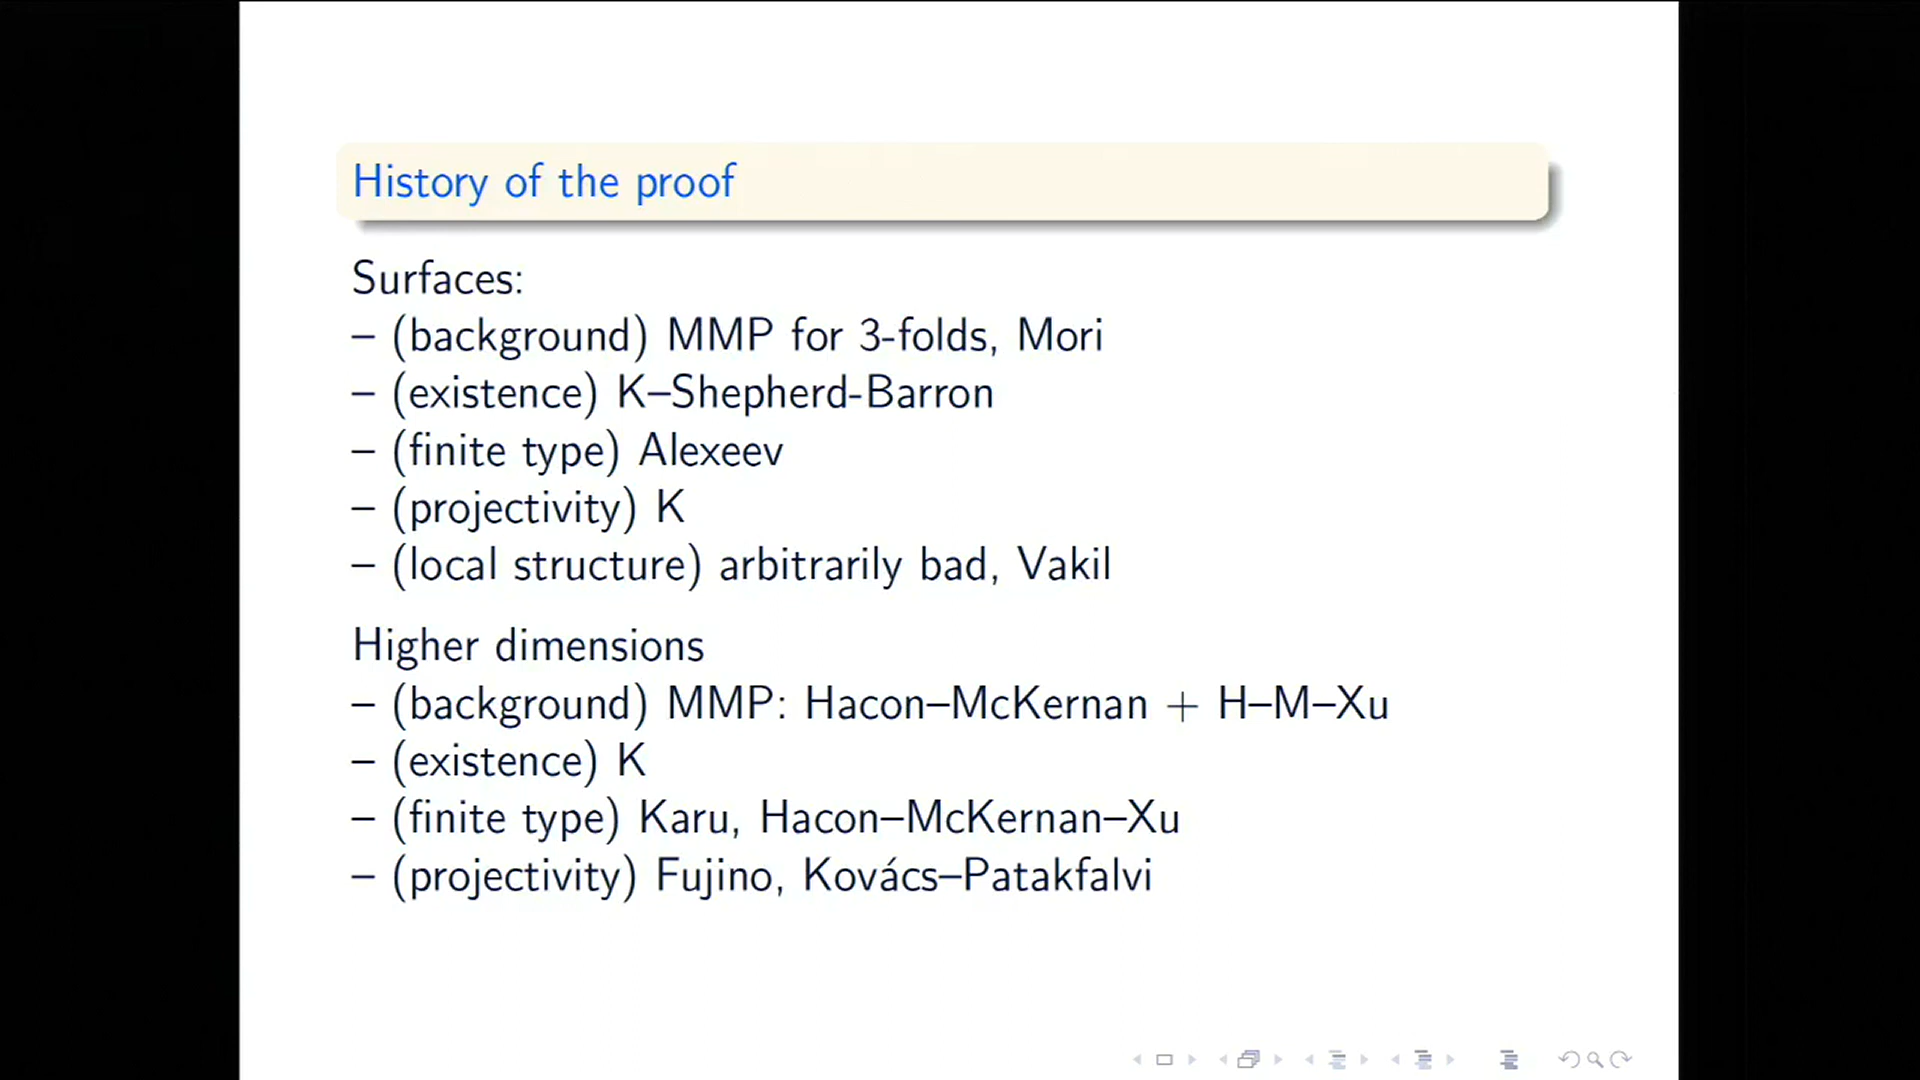 History of the proof
Surfaces:
– (background) MMP for 3-folds, Mori
– (existence) K–Shepherd-Barron
– (finite type) Alexeev
– (projectivity) K
– (local structure) arbitrarily bad, Vakil
Higher dimensions
– (background) MMP: Hacon–McKernan + H–M–Xu
– (existence) K
– (finite type) Karu, Hacon–McKernan–Xu
– (projectivity) Fujino, Kovács–Patakfalvi